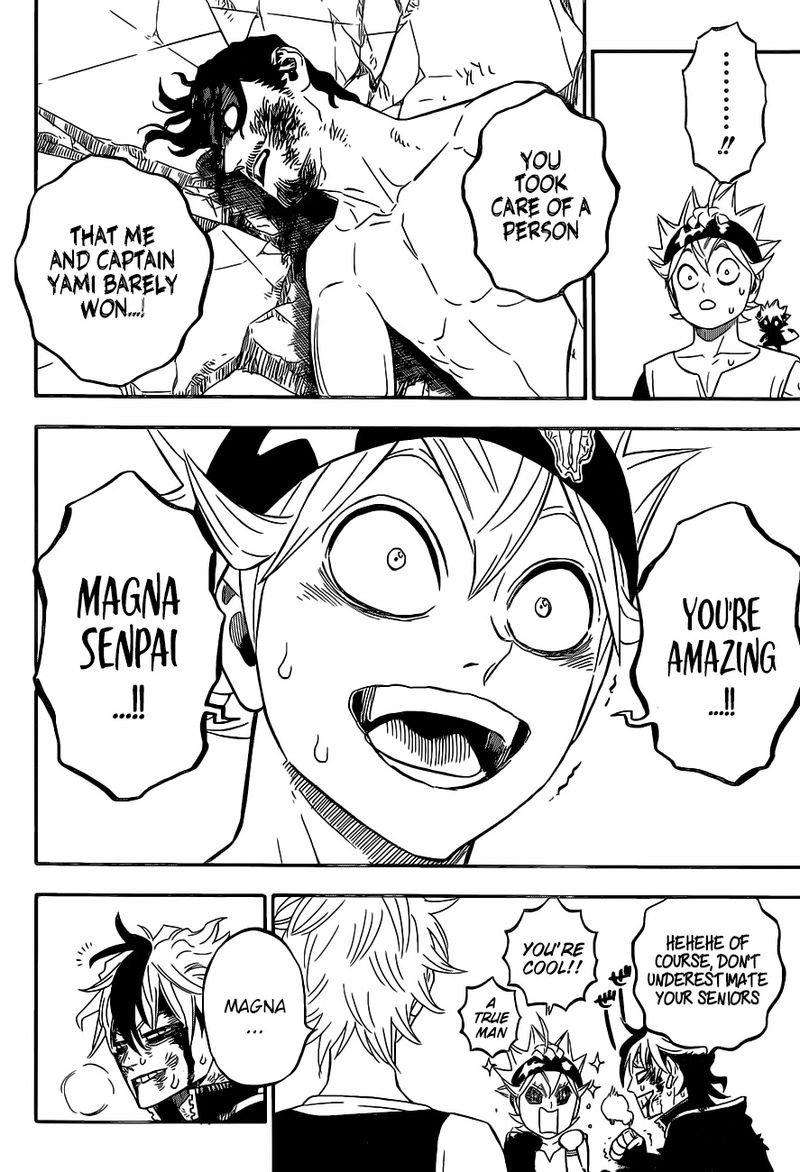 ........!!
YOU
TOOK
CARE OF A
PERSON
THAT ME
AND CAPTAIN
YAMI BARELY
WON...!
YOU'RE
AMAZING
...!!
MAGNA
SENPAI
...!!
HEHEHE OF
COURSE, DON'T
UNDERESTIMATE
YOUR SENIORS
YOU'RE
COOL!!
A
TRUE
MAN
MAGNA
...